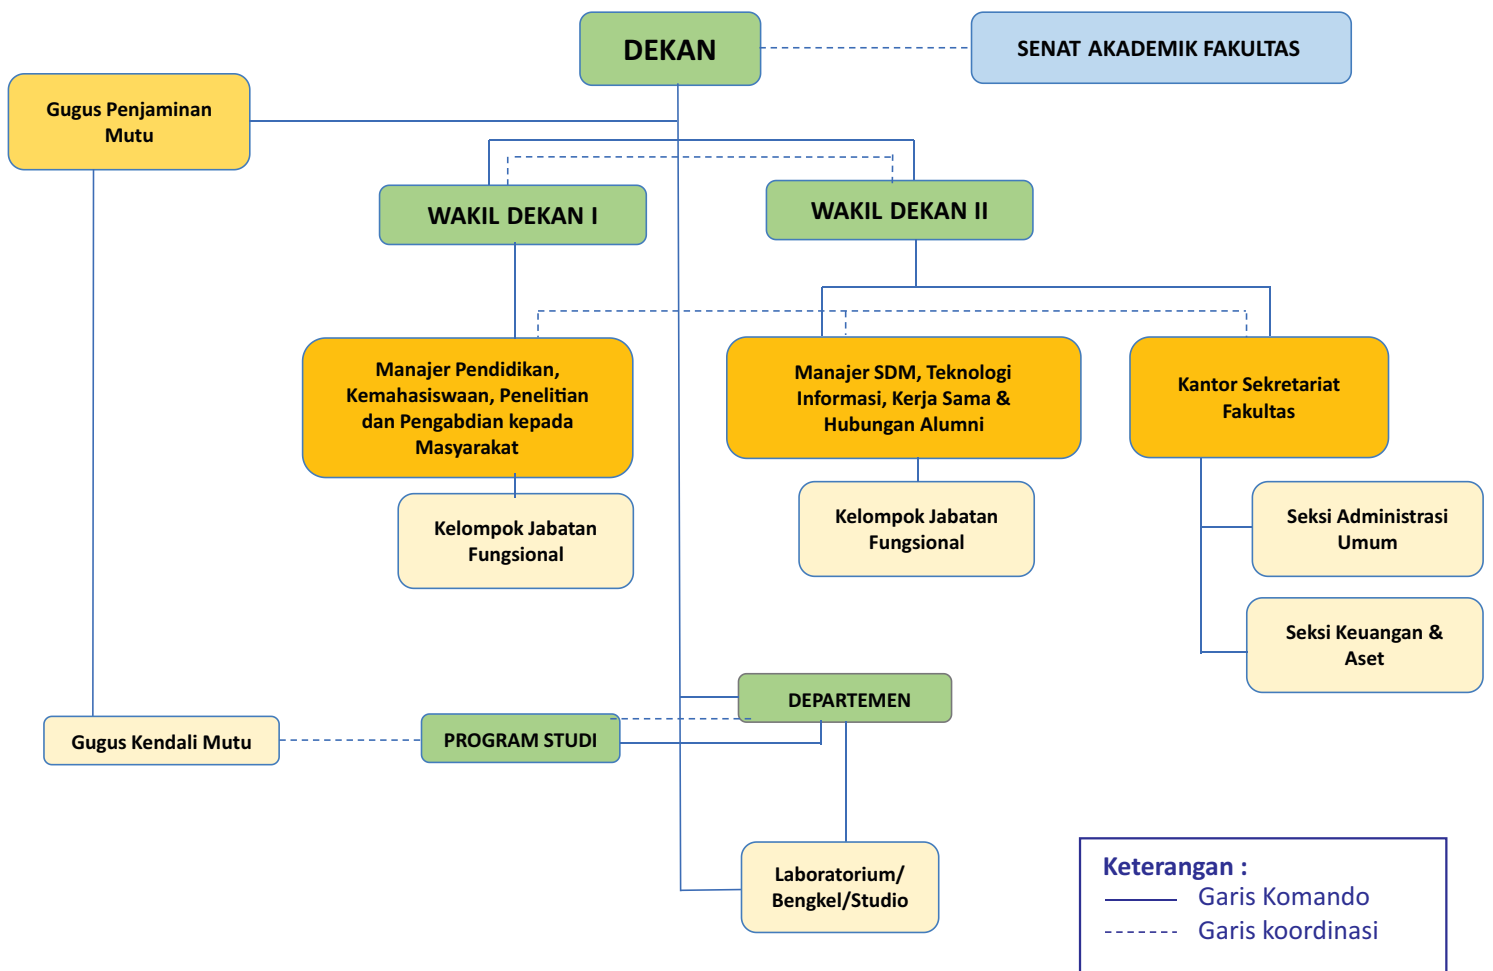 DEKAN
SENAT AKADEMIK FAKULTAS
Gugus Penjaminan
Mutu
WAKIL DEKAN I
WAKIL DEKAN II
Manajer Pendidikan,
Kemahasiswaan, Penelitian
dan Pengabdian kepada
Masyarakat
Manajer SDM, Teknologi
Informasi, Kerja Sama &
Hubungan Alumni
Kantor Sekretariat
Fakultas
Kelompok Jabatan
Fungsional
Kelompok Jabatan
Fungsional
Seksi Administrasi
Umum
Seksi Keuangan &
Aset
DEPARTEMEN
Gugus Kendali Mutu
PROGRAM STUDI
Laboratorium/
Bengkel/Studio
Keterangan :
Garis Komando
Garis koordinasi